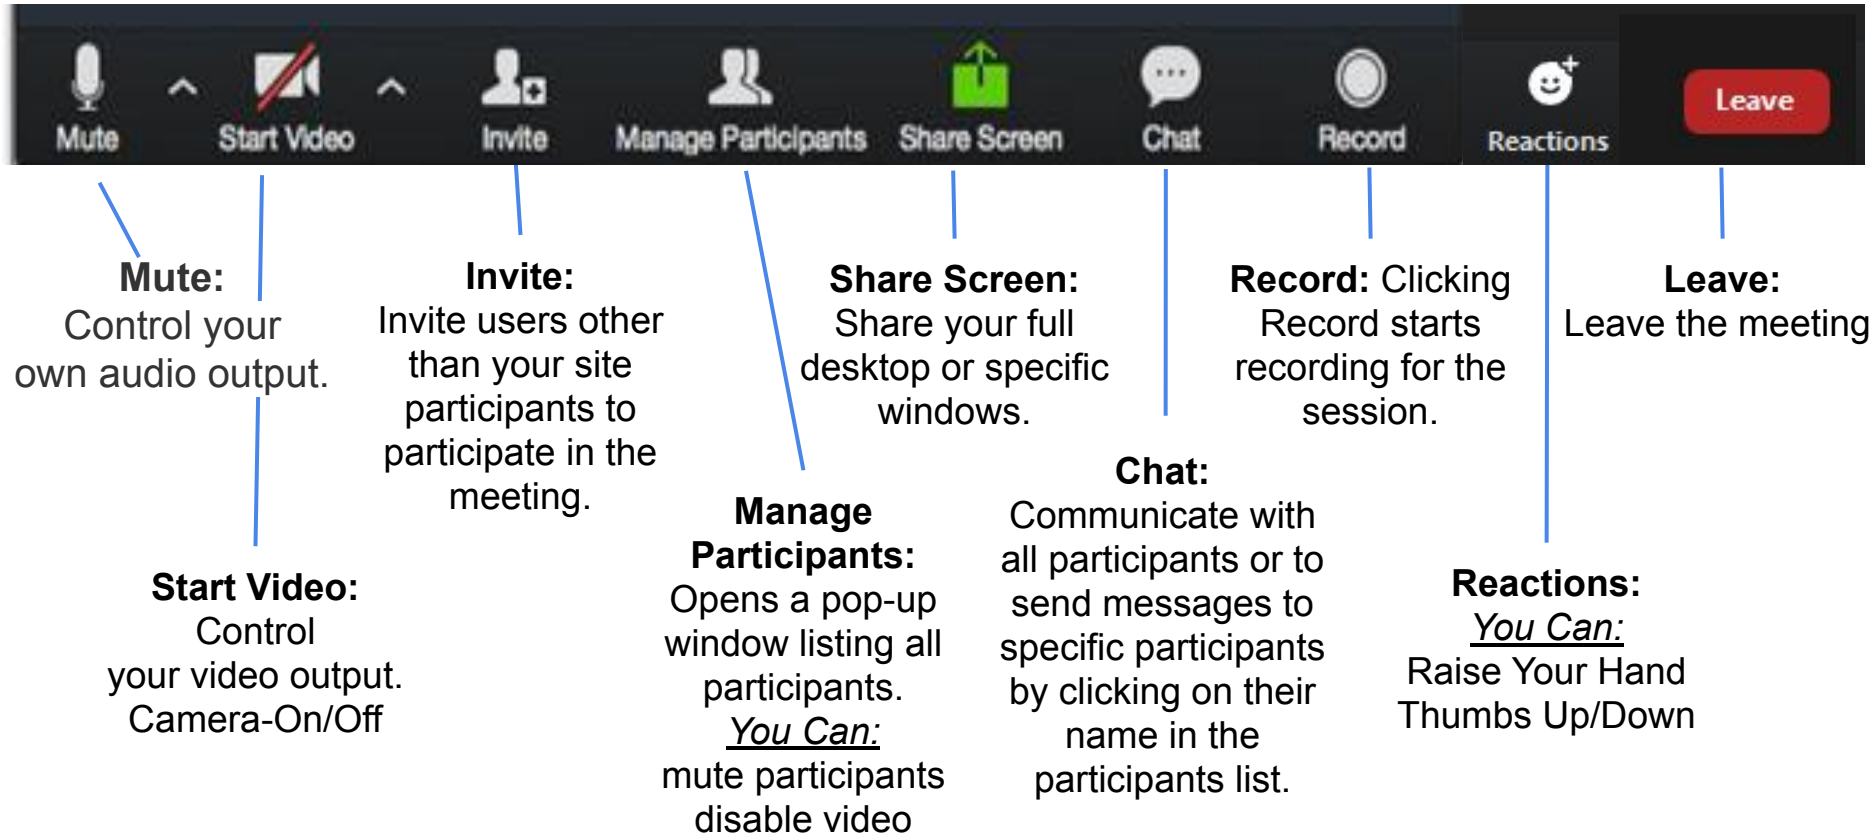 Mute
Start Video
Invite
Manage Participants
Share Screen
Chat
Record
Reactions
Leave
Mute:
Control your
own audio output.
Start Video:
Control
your video output.
Camera-On/Off
Invite:
Invite users other
than your site
participants to
participate in the
meeting.
Manage
Participants:
Opens a pop-up
window listing all
participants.
You Can:
mute participants
disable video
Share Screen:
Share your full
desktop or specific
windows.
Chat:
Communicate with
all participants or to
send messages to
specific participants
by clicking on their
name in the
participants list.
Record: Clicking
Record starts
recording for the
session.
Reactions:
You Can:
Raise Your Hand
Thumbs Up/Down
Leave:
Leave the meeting